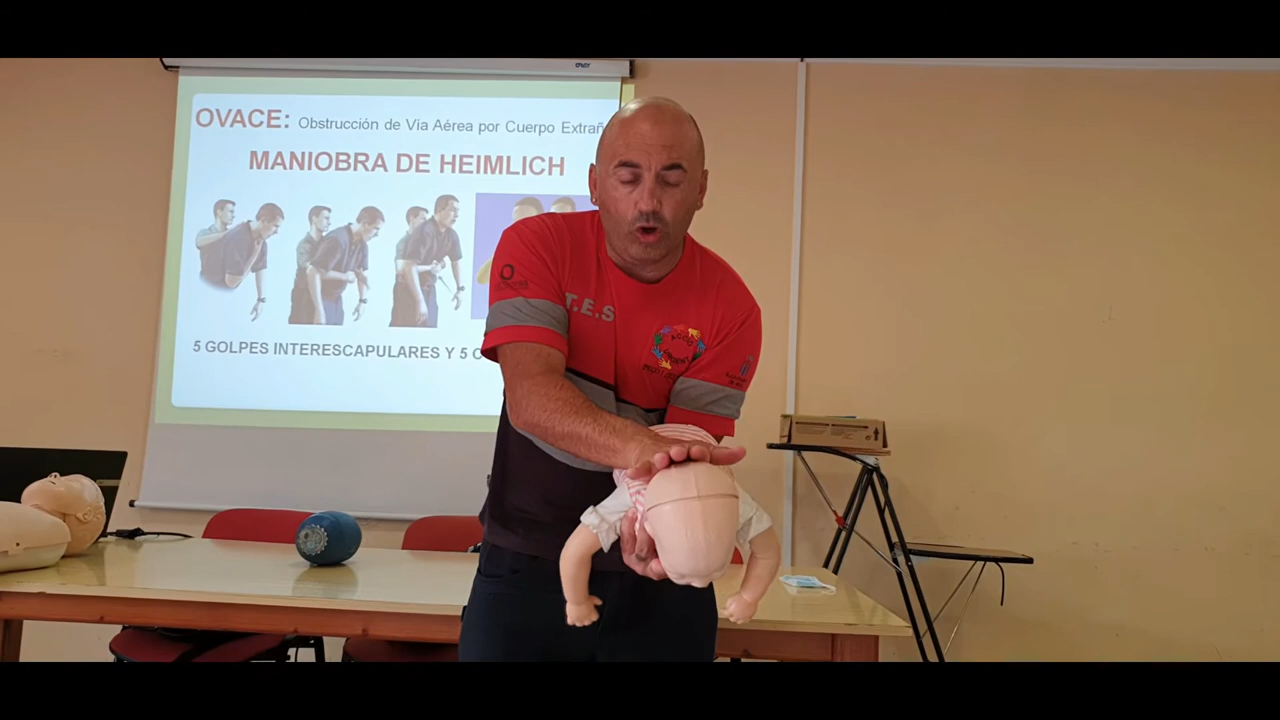 OVACE: Obstrucción de Vía Aérea por Cuerpo Extrañ
MANIOBRA DE HEIMLICH
5 GOLPES INTERESCAPULARES Y 5 C
T.E.S